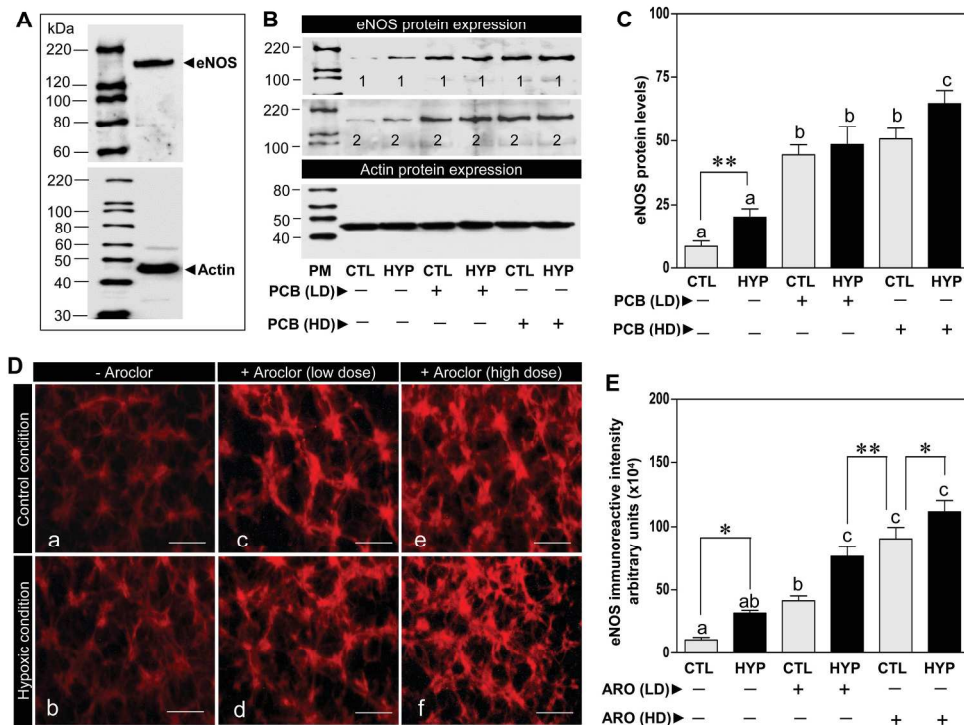 A
kDa
220
120
100
80
60
◄eNOS
220
100
80
60
50
40
30
◄Actin
B
eNOS protein expression
220
100
1 1 1 1 1 1
220
100
2 2 2 2 2 2
Actin protein expression
80
50
40
PM CTL HYP CTL HYP CTL HYP
PCB (LD)► – – + + – –
PCB (HD)► – – – – + +
C
eNOS protein levels
100
75
50
25
0
a ** a b b b c
CTL HYP CTL HYP CTL HYP
PCB (LD)► – – + + – –
PCB (HD)► – – – – + +
D
- Aroclor
+ Aroclor (low dose)
+ Aroclor (high dose)
Control condition
a c e
Hypoxic condition
b d f
E
eNOS immunoreactive intensity
arbitrary units (x10⁴)
200
150
100
50
0
* ** *
a ab b c c c
CTL HYP CTL HYP CTL HYP
ARO (LD)► – – + + – –
ARO (HD)► – – – – + +